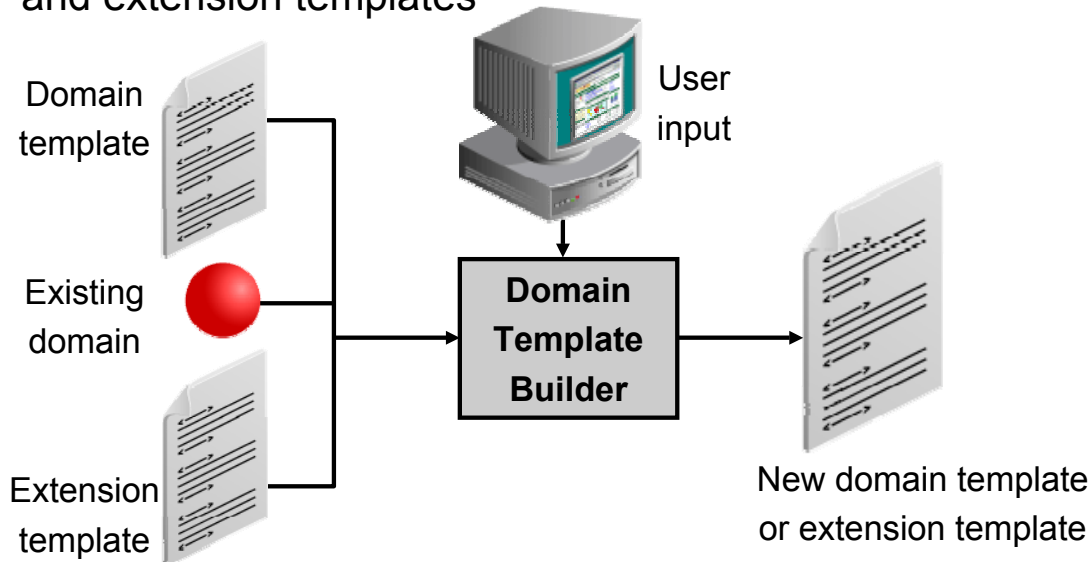 and extension templates
Domain
template
User
input
Existing
domain
Domain
Template
Builder
Extension
template
New domain template
or extension template